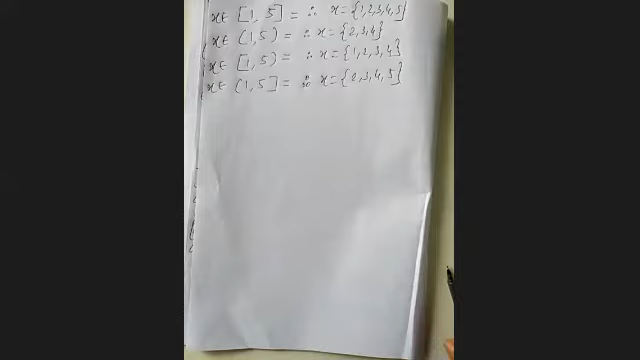 x∈ [1, 5] = ∴ x = {1,2,3,4,5}
x∈ (1,5) = ∴ x = {2,3,4}
x∈ [1,5) = ∴ x = {1,2,3,4}
x∈ (1,5] = ∴ x = {2,3,4,5}